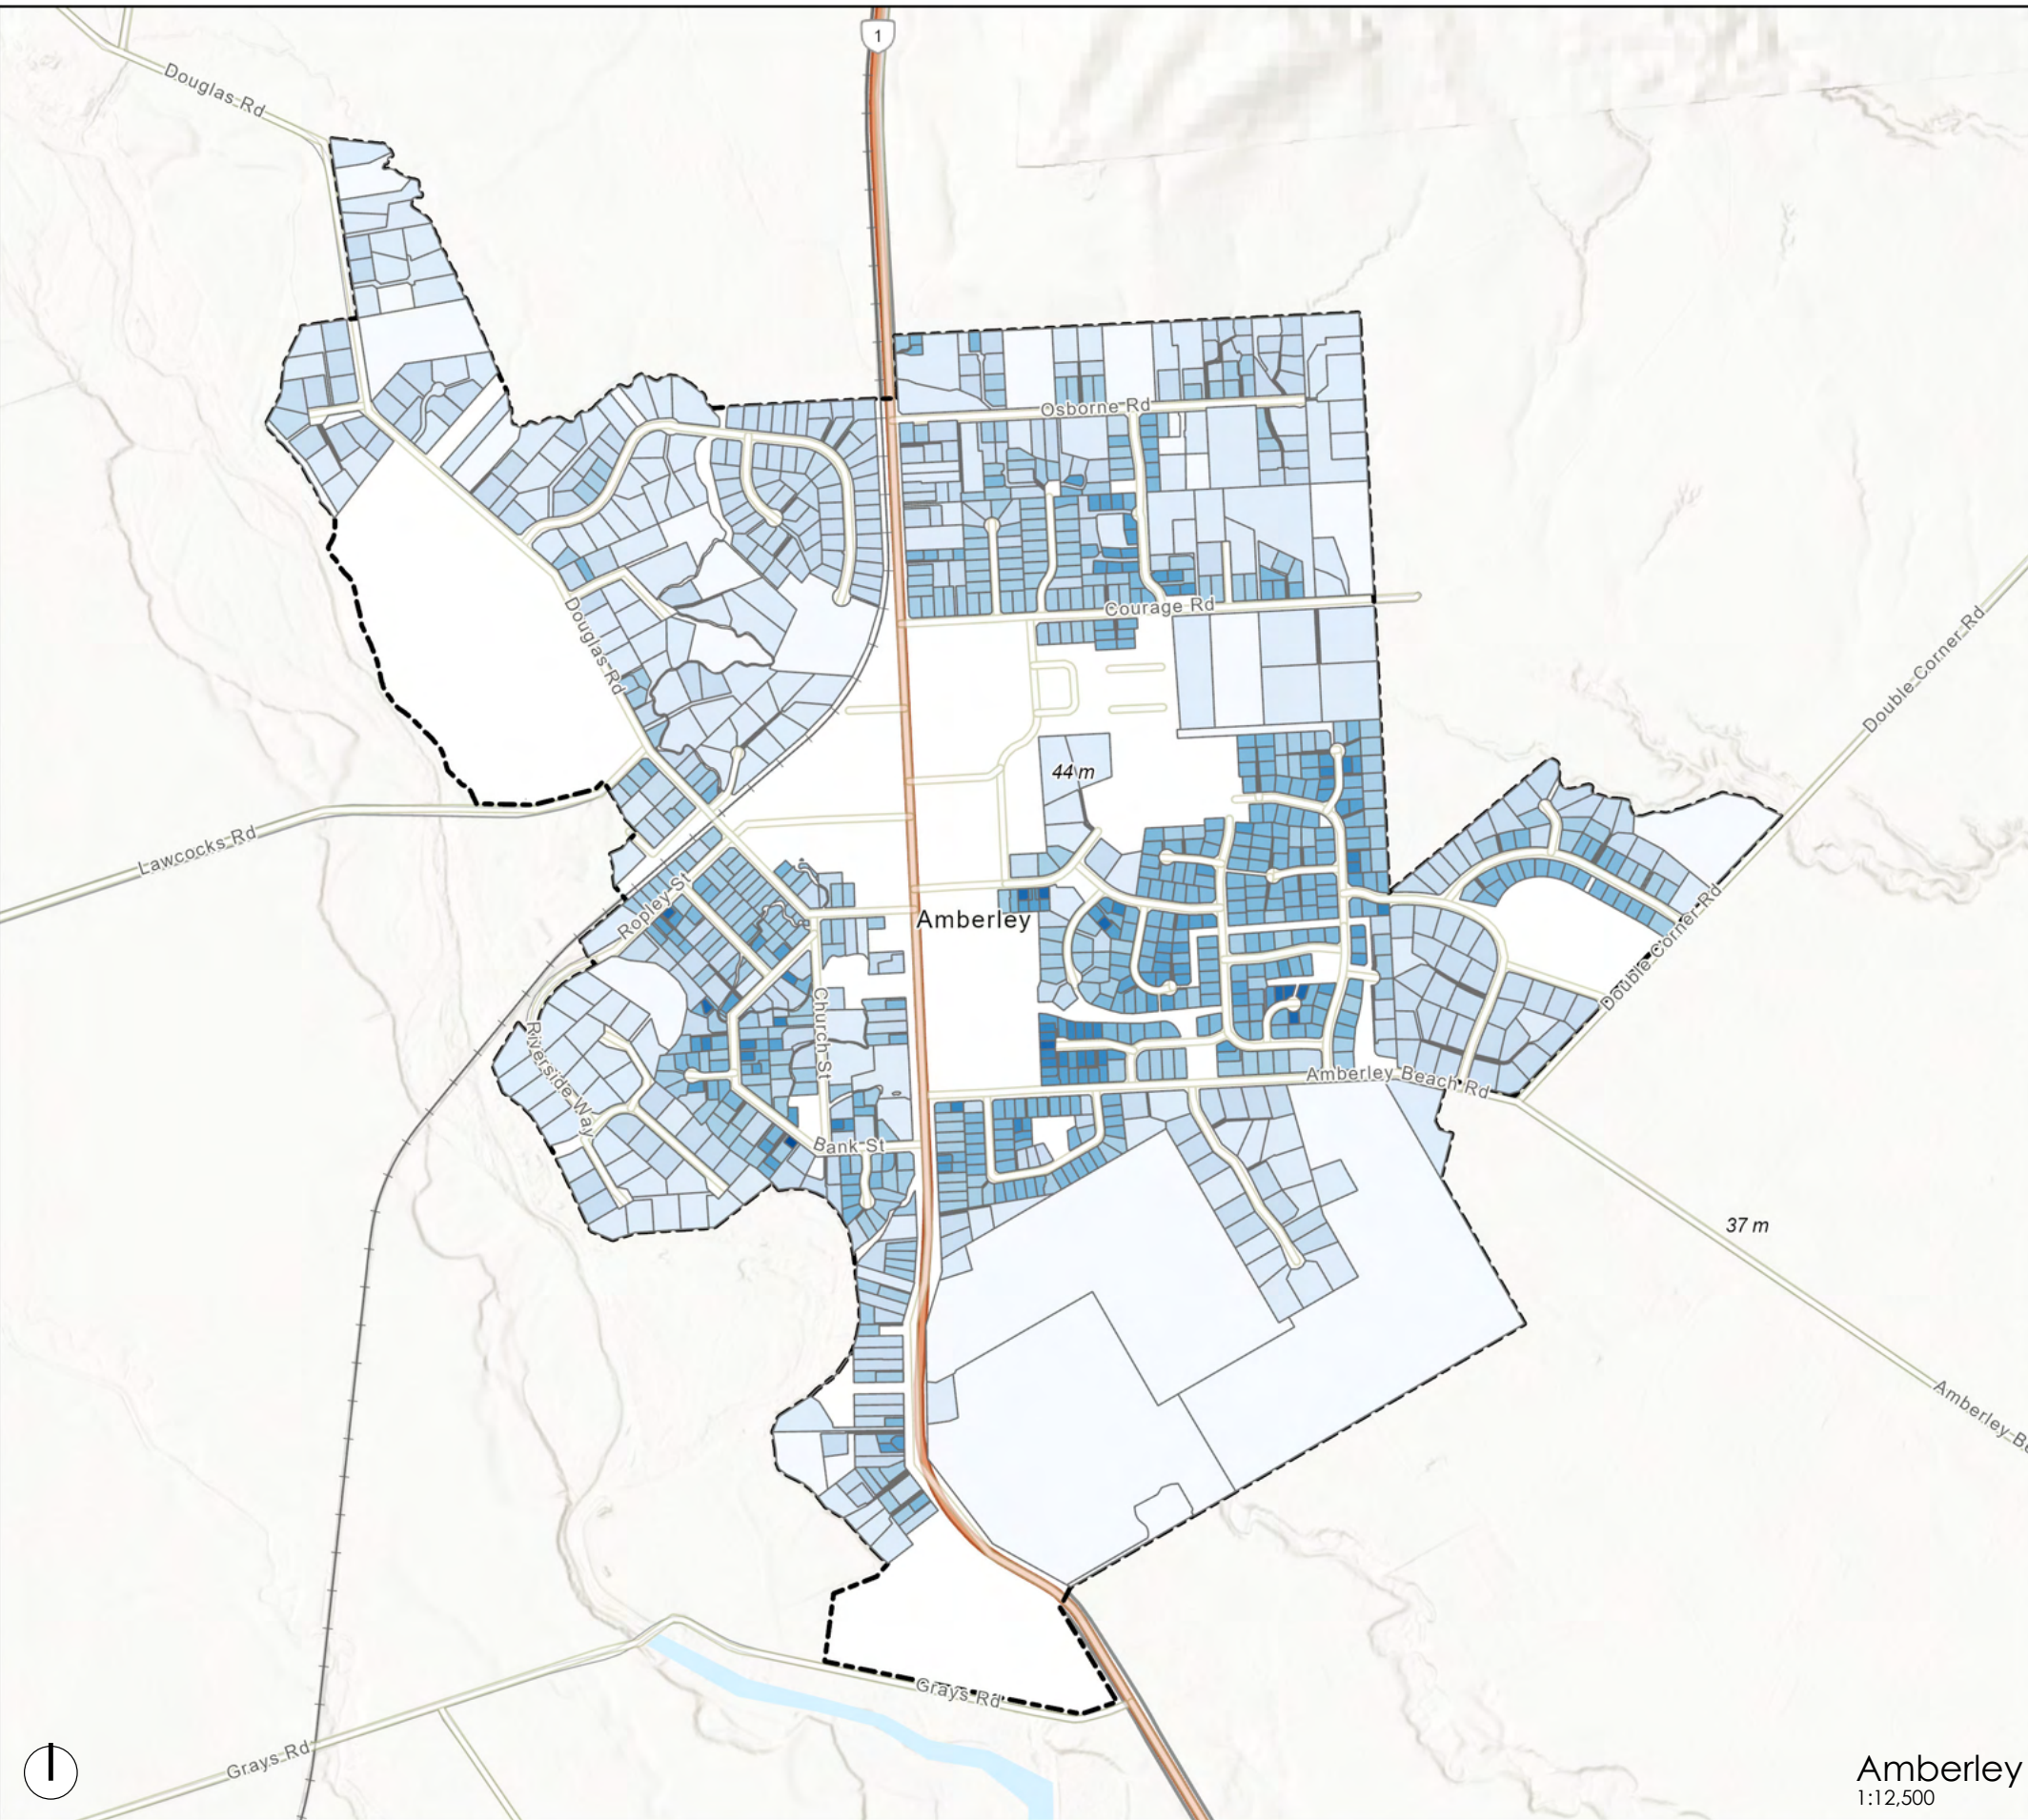 1
Douglas Rd
Osborne Rd
Courage Rd
Douglas Rd
Double Corner Rd
44 m
Lawcocks Rd
Ropley St
Amberley
Double Corner Rd
Church St
Riverside Way
Amberley Beach Rd
Bank St
37 m
Amberley Be
Grays Rd
Grays Rd
Amberley
1:12,500